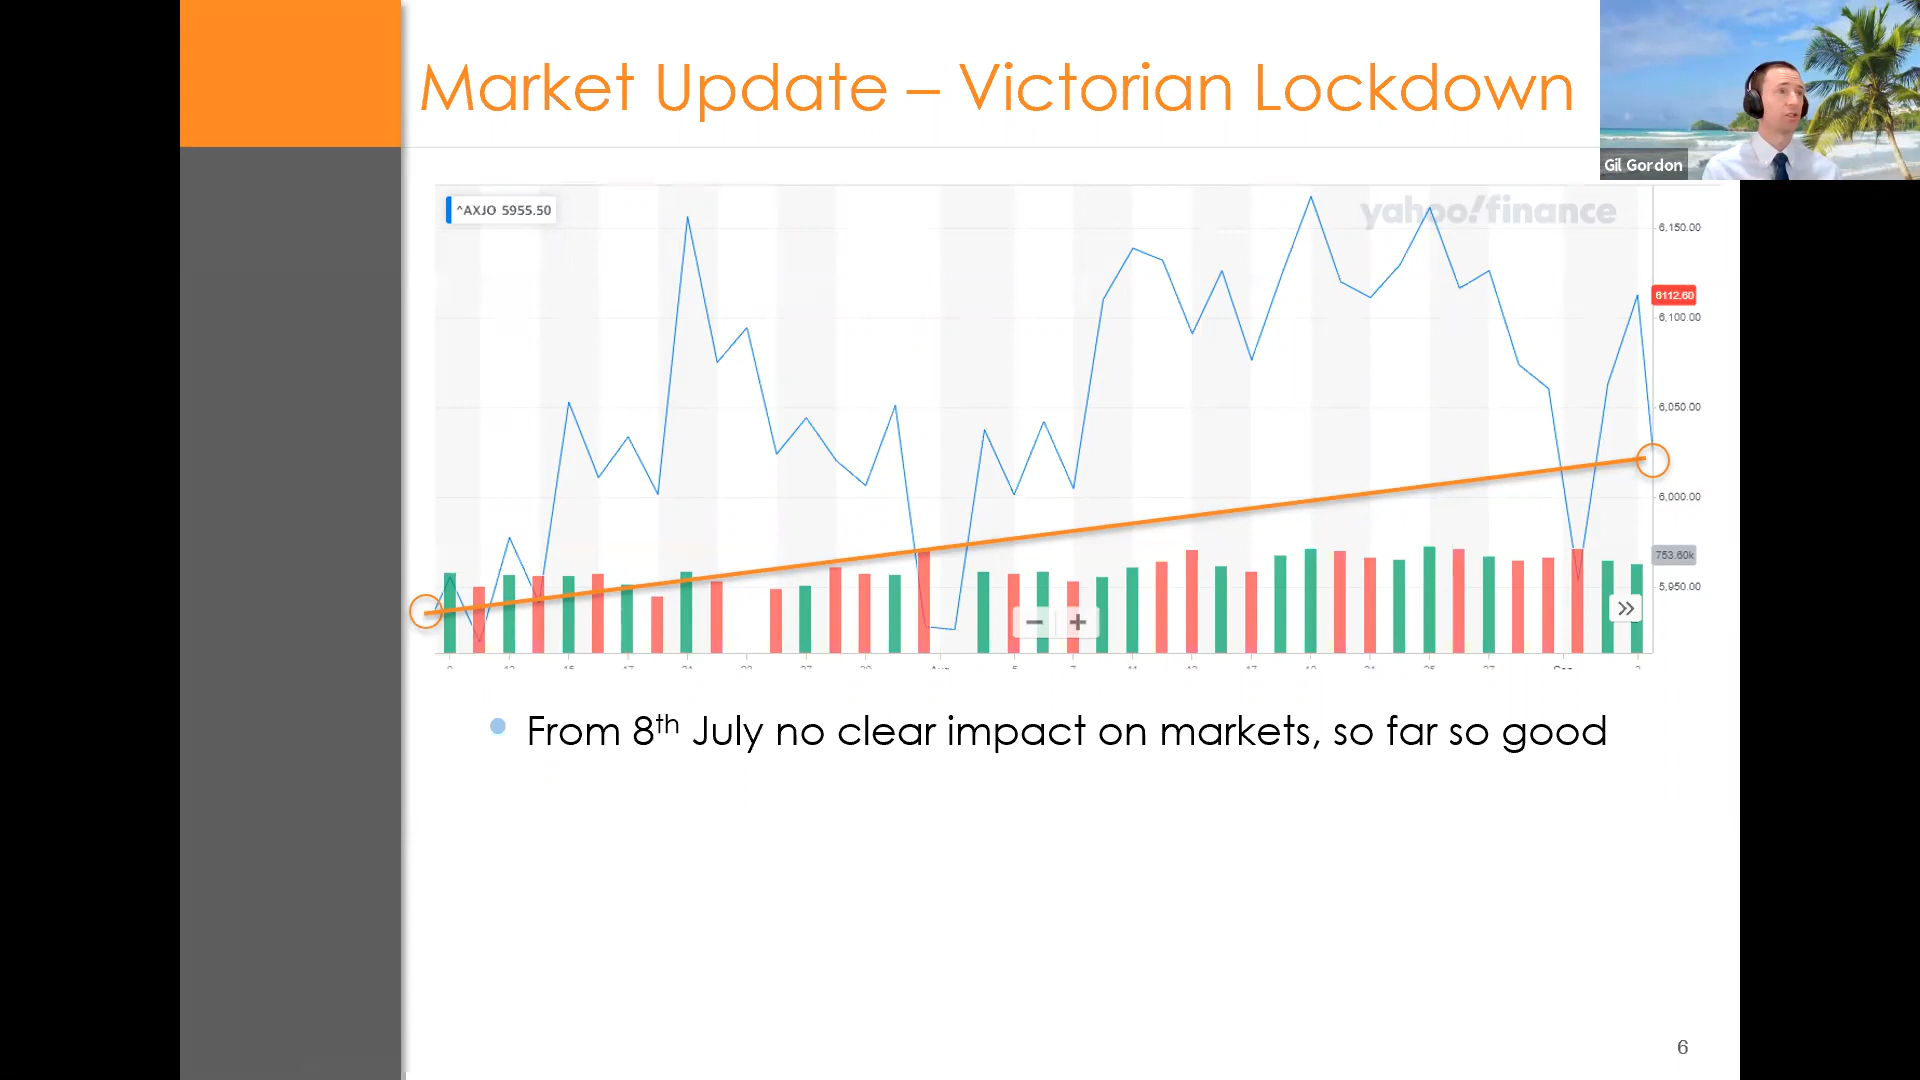 Market Update – Victorian Lockdown
Gil Gordon
^AXJO 5955.50
yahoo!finance
6,150.00
6112.60
6,100.00
6,050.00
6,000.00
753.60k
5,950.00
From 8th July no clear impact on markets, so far so good
6